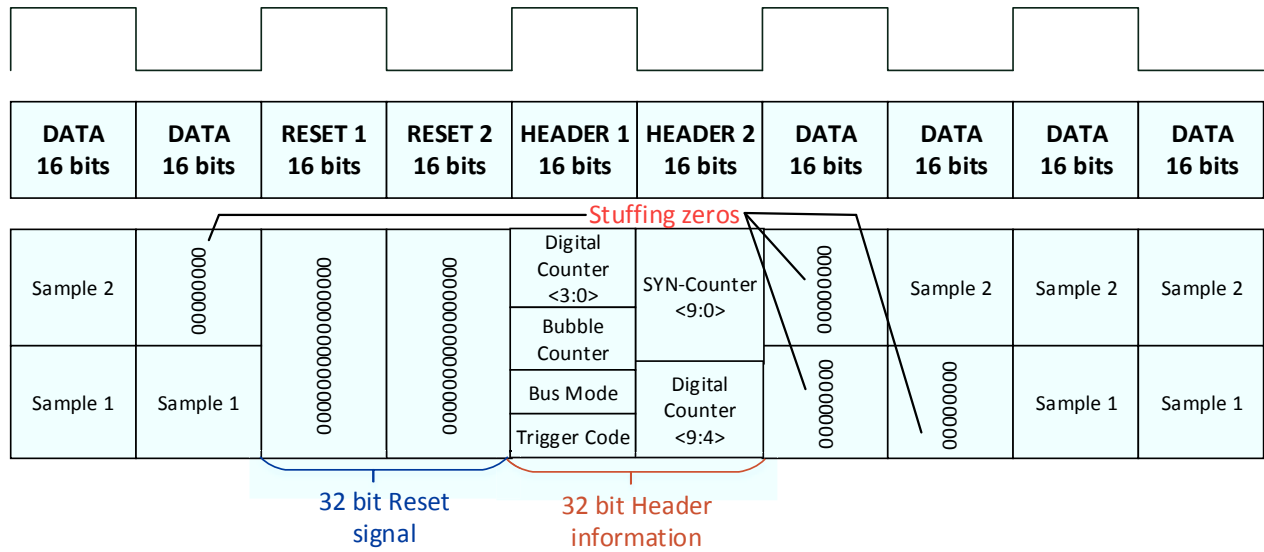 DATA
16 bits
DATA
16 bits
RESET 1
16 bits
RESET 2
16 bits
HEADER 1
16 bits
HEADER 2
16 bits
DATA
16 bits
DATA
16 bits
DATA
16 bits
DATA
16 bits
Stuffing zeros
Sample 2
00000000
0000000000000000
0000000000000000
Digital
Counter
<3:0>
SYN-Counter
<9:0>
00000000
Sample 2
Sample 2
Sample 2
Bubble
Counter
Sample 1
Sample 1
Bus Mode
Trigger Code
Digital
Counter
<9:4>
00000000
00000000
Sample 1
Sample 1
32 bit Reset
signal
32 bit Header
information